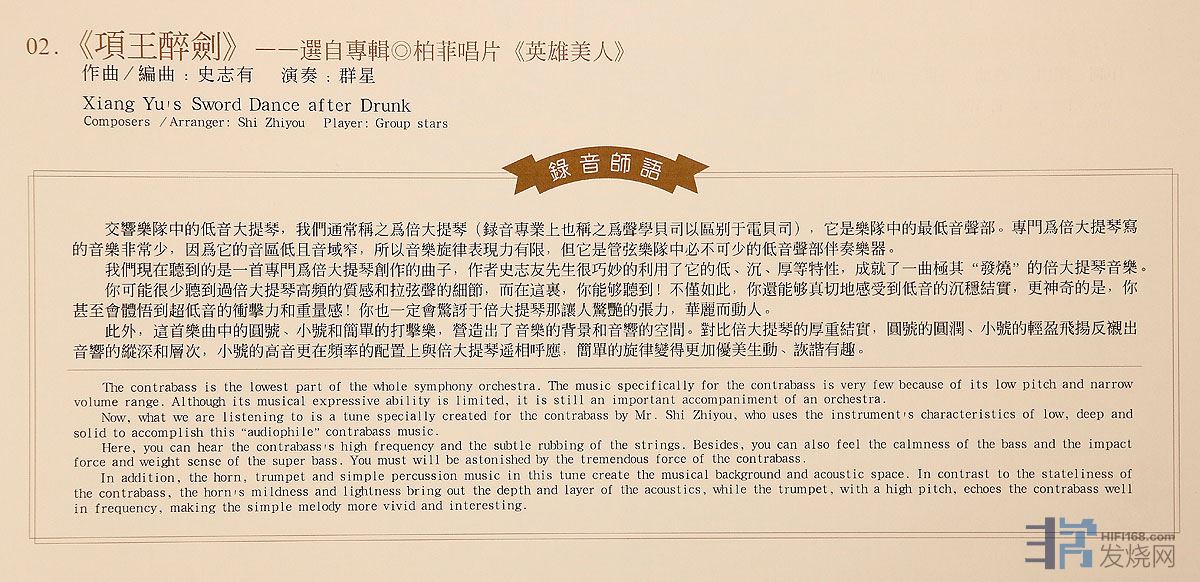 02.《項王醉劍》——選自專輯◎柏菲唱片《英雄美人》
作曲/編曲：史志有　演奏：群星
Xiang Yu's Sword Dance after Drunk
Composers /Arranger: Shi Zhiyou  Player: Group stars
錄音師語
交響樂隊中的低音大提琴，我們通常稱之爲倍大提琴（錄音專業上也稱之爲聲學貝司以區别于電貝司），它是樂隊中的最低音聲部。專門爲倍大提琴寫
的音樂非常少，因爲它的音區低且音域窄，所以音樂旋律表現力有限，但它是管弦樂隊中必不可少的低音聲部伴奏樂器。
我們現在聽到的是一首專門爲倍大提琴創作的曲子，作者史志友先生很巧妙的利用了它的低、沉、厚等特性，成就了一曲極其“發燒”的倍大提琴音樂。
你可能很少聽到過倍大提琴高頻的質感和拉弦聲的細節，而在這裏，你能够聽到！不僅如此，你還能够真切地感受到低音的沉穩結實，更神奇的是，你
甚至會體悟到超低音的衝擊力和重量感！你也一定會驚訝于倍大提琴那讓人驚艷的張力，華麗而動人。
此外，這首樂曲中的圓號、小號和簡單的打擊樂，營造出了音樂的背景和音響的空間。對比倍大提琴的厚重結實，圓號的圓潤、小號的輕盈飛揚反襯出
音響的縱深和層次，小號的高音更在頻率的配置上與倍大提琴遥相呼應，簡單的旋律變得更加優美生動、詼諧有趣。
The contrabass is the lowest part of the whole symphony orchestra. The music specifically for the contrabass is very few because of its low pitch and narrow
volume range. Although its musical expressive ability is limited, it is still an important accompaniment of an orchestra.
Now, what we are listening to is a tune specially created for the contrabass by Mr. Shi Zhiyou, who uses the instrument's characteristics of low, deep and
solid to accomplish this “audiophile” contrabass music.
Here, you can hear the contrabass's high frequency and the subtle rubbing of the strings. Besides, you can also feel the calmness of the bass and the impact
force and weight sense of the super bass. You must will be astonished by the tremendous force of the contrabass.
In addition, the horn, trumpet and simple percussion music in this tune create the musical background and acoustic space. In contrast to the stateliness of
the contrabass, the horn's mildness and lightness bring out the depth and layer of the acoustics, while the trumpet, with a high pitch, echoes the contrabass well
in frequency, making the simple melody more vivid and interesting.
HIFI168.com
发烧网